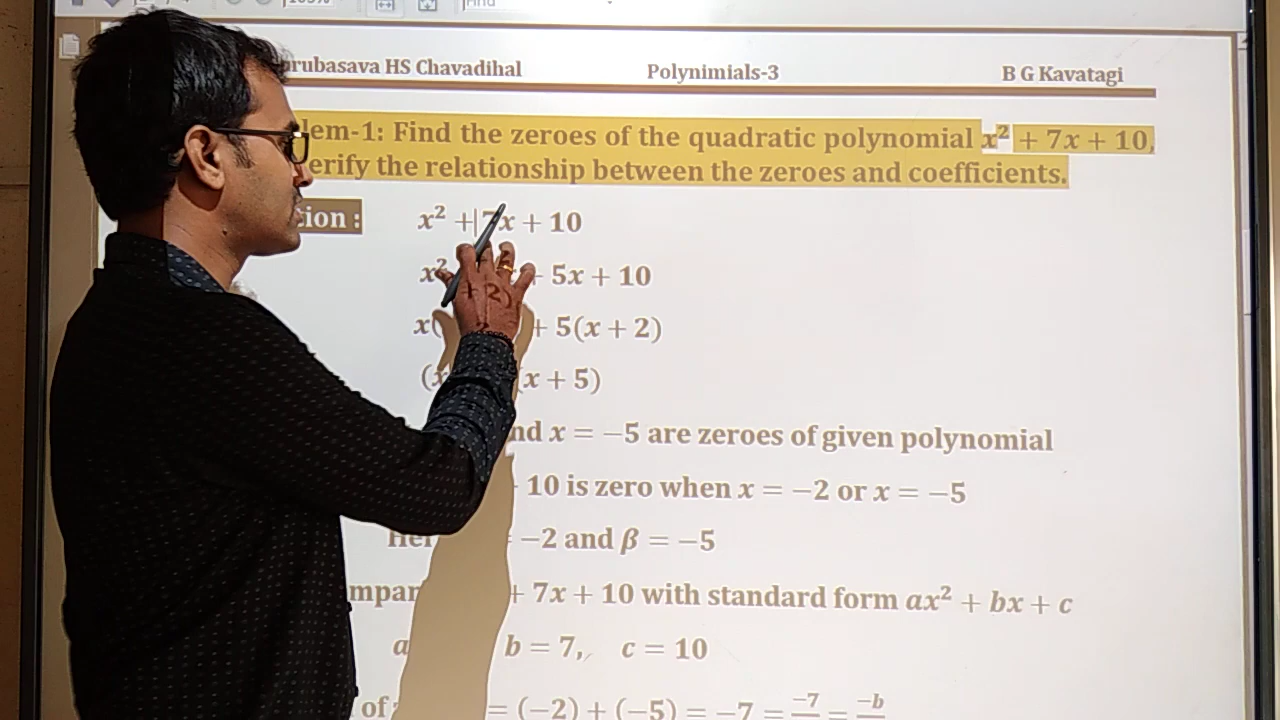 HS Chavadihal Polynimials-3 B G Kavatagi
lem-1: Find the zeroes of the quadratic polynomial x² + 7x + 10,
erify the relationship between the zeroes and coefficients.
tion : x² + 7x + 10
x² + 5x + 10
x( + 5(x + 2)
(x (x + 5)
nd x = −5 are zeroes of given polynomial
10 is zero when x = −2 or x = −5
Her = −2 and β = −5
mpar + 7x + 10 with standard form ax² + bx + c
a b = 7, c = 10
of = (−2) + (−5) = −7 = −7 = −b